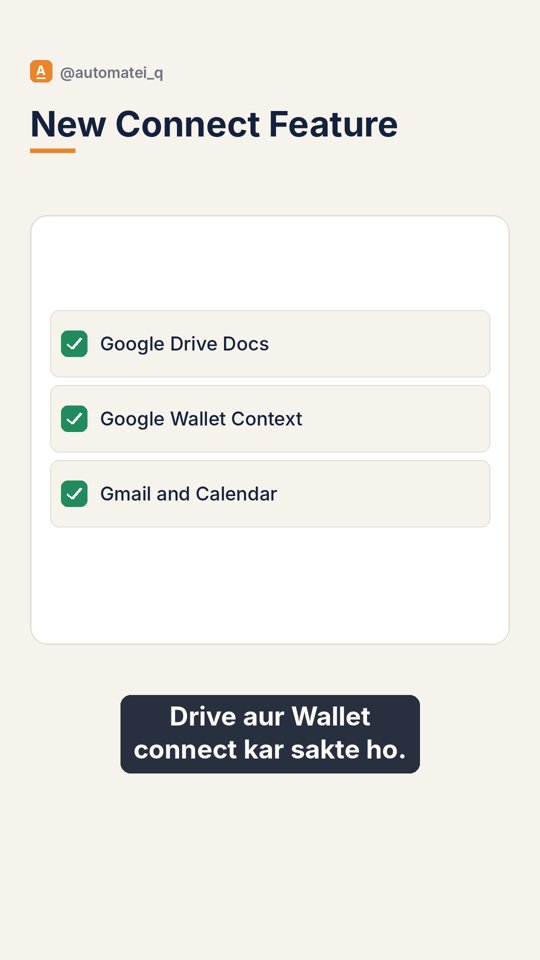 A
@automatei_q
New Connect Feature
Google Drive Docs
Google Wallet Context
Gmail and Calendar
Drive aur Wallet
connect kar sakte ho.